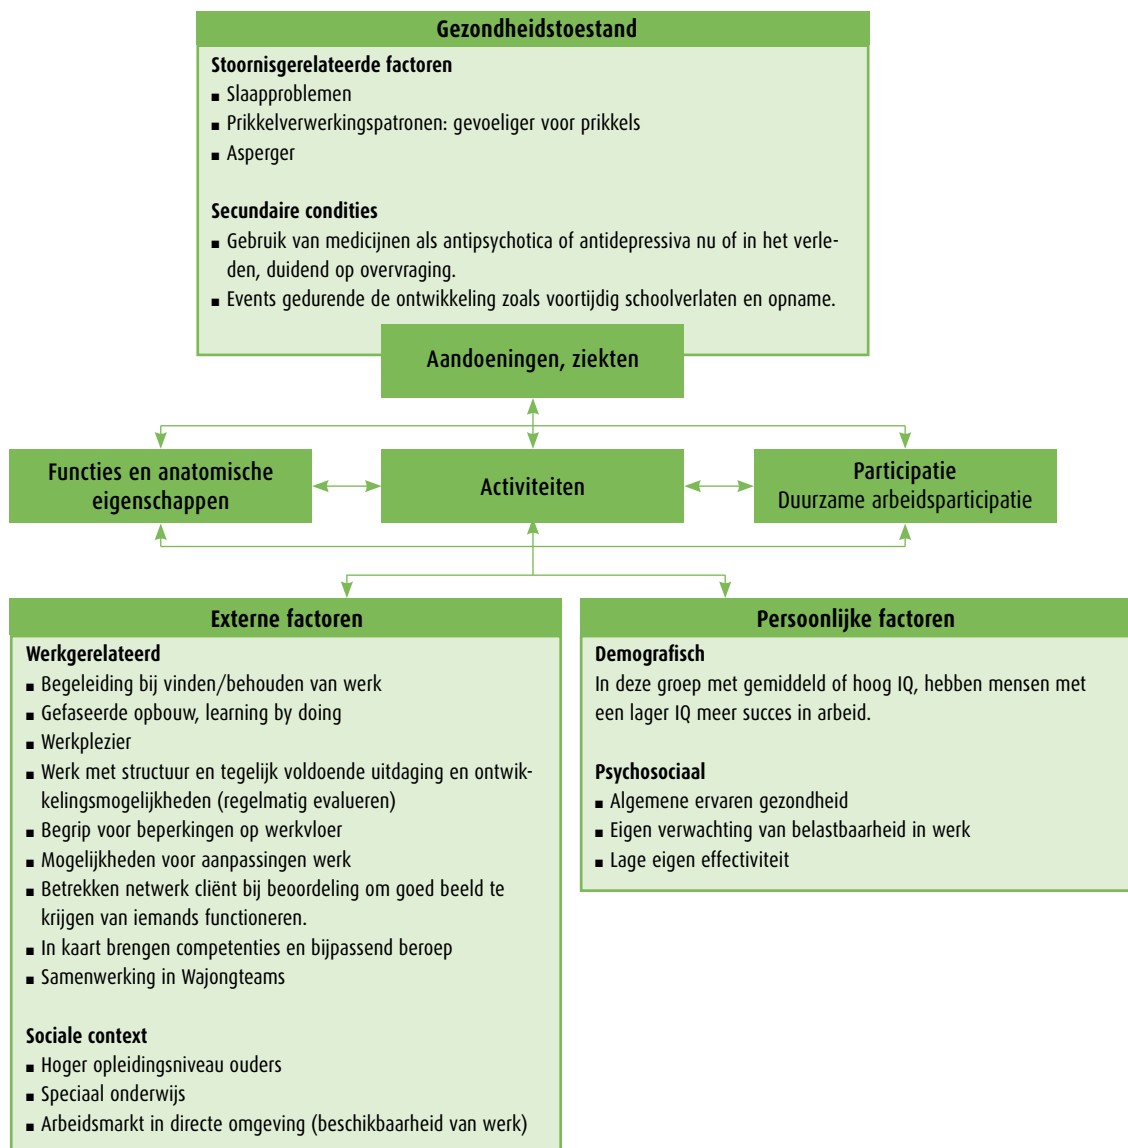 Gezondheidstoestand
Stoornisgerelateerde factoren
▪ Slaapproblemen
▪ Prikkelverwerkingspatronen: gevoeliger voor prikkels
▪ Asperger
Secundaire condities
▪ Gebruik van medicijnen als antipsychotica of antidepressiva nu of in het verle-
den, duidend op overvraging.
▪ Events gedurende de ontwikkeling zoals voortijdig schoolverlaten en opname.
Aandoeningen, ziekten
Functies en anatomische
eigenschappen
Activiteiten
Participatie
Duurzame arbeidsparticipatie
Externe factoren
Werkgerelateerd
▪ Begeleiding bij vinden/behouden van werk
▪ Gefaseerde opbouw, learning by doing
▪ Werkplezier
▪ Werk met structuur en tegelijk voldoende uitdaging en ontwik-
kelingsmogelijkheden (regelmatig evalueren)
▪ Begrip voor beperkingen op werkvloer
▪ Mogelijkheden voor aanpassingen werk
▪ Betrekken netwerk cliënt bij beoordeling om goed beeld te
krijgen van iemands functioneren.
▪ In kaart brengen competenties en bijpassend beroep
▪ Samenwerking in Wajongteams
Sociale context
▪ Hoger opleidingsniveau ouders
▪ Speciaal onderwijs
▪ Arbeidsmarkt in directe omgeving (beschikbaarheid van werk)
Persoonlijke factoren
Demografisch
In deze groep met gemiddeld of hoog IQ, hebben mensen met
een lager IQ meer succes in arbeid.
Psychosociaal
▪ Algemene ervaren gezondheid
▪ Eigen verwachting van belastbaarheid in werk
▪ Lage eigen effectiviteit